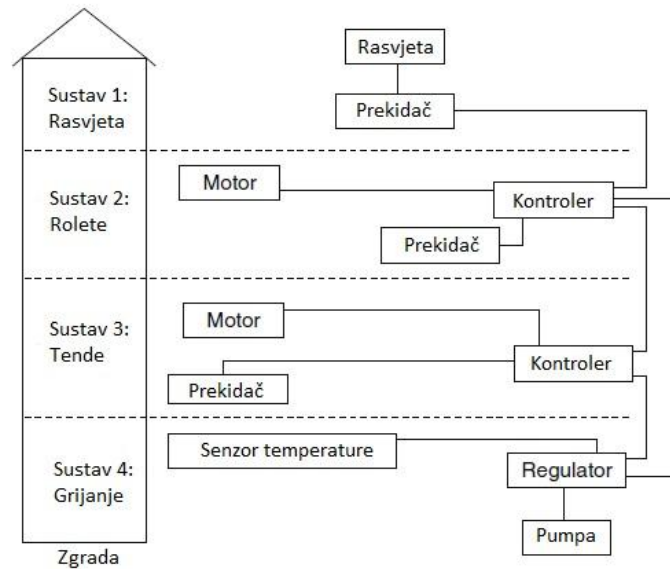 Sustav 1:
Rasvjeta
Rasvjeta
Prekidač
Sustav 2:
Rolete
Motor
Kontroler
Prekidač
Sustav 3:
Tende
Motor
Kontroler
Prekidač
Sustav 4:
Grijanje
Senzor temperature
Regulator
Pumpa
Zgrada